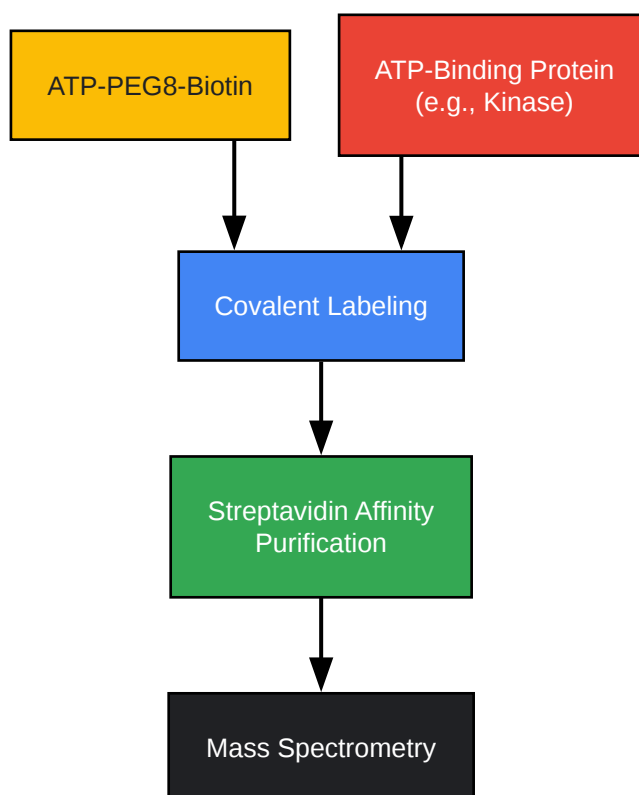 ATP-PEG8-Biotin
ATP-Binding Protein
(e.g., Kinase)
Covalent Labeling
Streptavidin Affinity
Purification
Mass Spectrometry